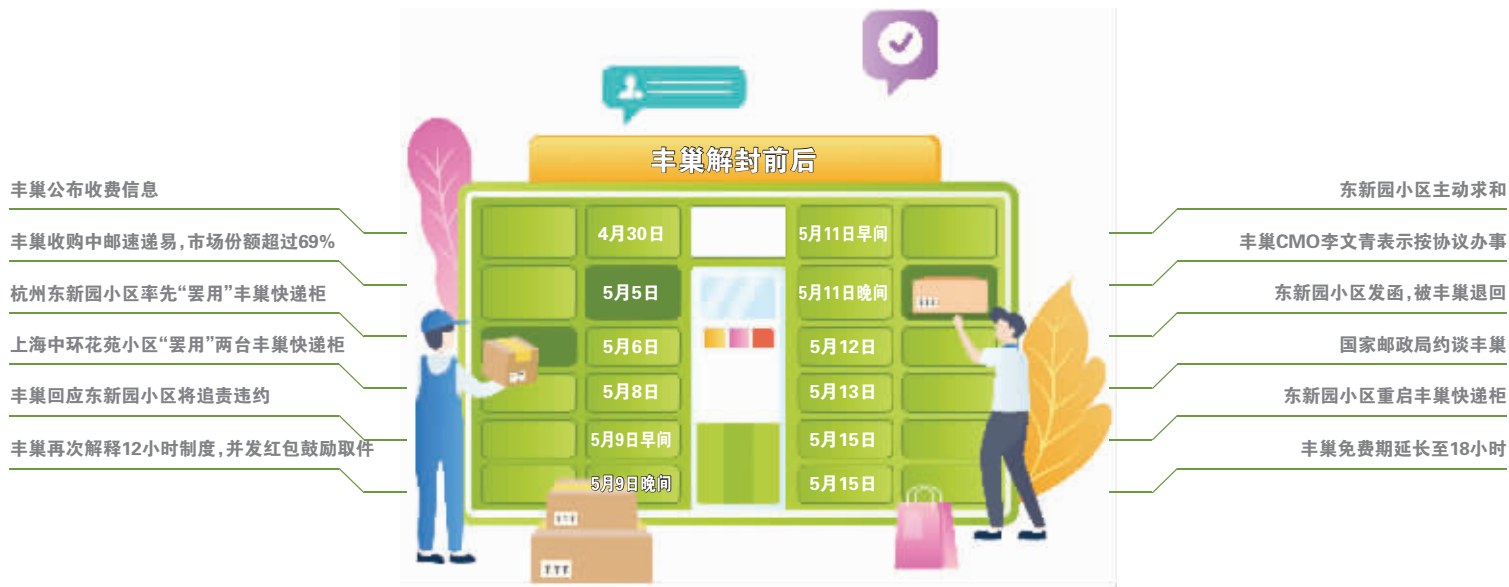 丰巢解封前后
丰巢公布收费信息
4月30日
丰巢收购中邮速递易,市场份额超过69%
5月5日
杭州东新园小区率先“罢用”丰巢快递柜
5月6日
上海中环花苑小区“罢用”两台丰巢快递柜
5月8日
丰巢回应东新园小区将追责违约
5月9日早间
丰巢再次解释12小时制度,并发红包鼓励取件
5月9日晚间
东新园小区主动求和
5月11日早间
丰巢CMO李文青表示按协议办事
5月11日晚间
东新园小区发函,被丰巢退回
5月12日
国家邮政局约谈丰巢
5月13日
东新园小区重启丰巢快递柜
5月15日
丰巢免费期延长至18小时
5月15日